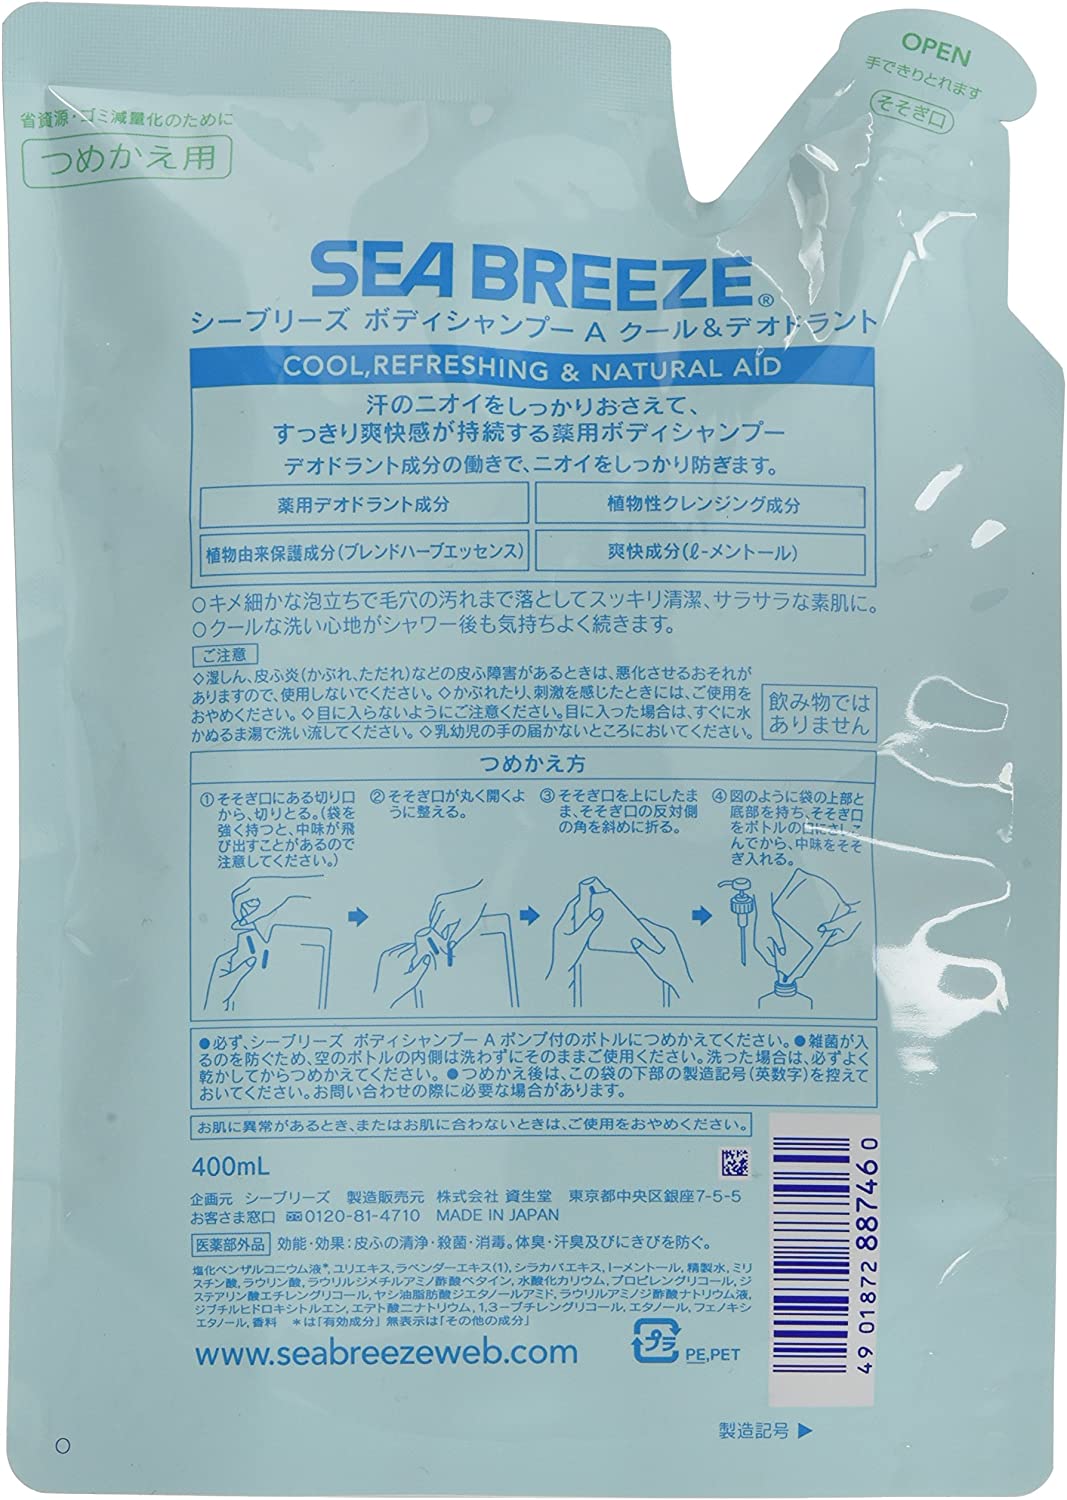 OPEN
手できりとれます
そそぎ口
省資源・ゴミ減量化のために
つめかえ用
SEA BREEZE®
シーブリーズ ボディシャンプー A クール＆デオドラント
COOL,REFRESHING & NATURAL AID
汗のニオイをしっかりおさえて、
すっきり爽快感が持続する薬用ボディシャンプー
デオドラント成分の働きで、ニオイをしっかり防ぎます。
薬用デオドラント成分
植物性クレンジング成分
植物由来保護成分(ブレンドハーブエッセンス)
爽快成分(ℓ-メントール)
○キメ細かな泡立ちで毛穴の汚れまで落としてスッキリ清潔、サラサラな素肌に。
○クールな洗い心地がシャワー後も気持ちよく続きます。
ご注意
◇湿しん、皮ふ炎(かぶれ、ただれ)などの皮ふ障害があるときは、悪化させるおそれが
ありますので、使用しないでください。◇かぶれたり、刺激を感じたときには、ご使用を
おやめください。◇目に入らないようにご注意ください。目に入った場合は、すぐに水
かぬるま湯で洗い流してください。◇乳幼児の手の届かないところにおいてください。
飲み物では
ありません
つめかえ方
①そそぎ口にある切り口
から、切りとる。(袋を
強く持つと、中味が飛
び出すことがあるので
注意してください。)
②そそぎ口が丸く開くよ
うに整える。
③そそぎ口を上にしたま
ま、そそぎ口の反対側
の角を斜めに折る。
④図のように袋の上部と
底部を持ち、そそぎ口
をボトルの口にさしこ
んでから、中味をそそ
ぎ入れる。
●必ず、シーブリーズ ボディシャンプー A ポンプ付のボトルにつめかえてください。●雑菌が入
るのを防ぐため、空のボトルの内側は洗わずにそのままご使用ください。洗った場合は、必ずよく
乾かしてからつめかえてください。●つめかえ後は、この袋の下部の製造記号(英数字)を控えて
おいてください。お問い合わせの際に必要な場合があります。
お肌に異常があるとき、またはお肌に合わないときは、ご使用をおやめください。
400mL
企画元 シーブリーズ 製造販売元 株式会社 資生堂 東京都中央区銀座7-5-5
お客さま窓口 0120-81-4710 MADE IN JAPAN
医薬部外品 効能・効果：皮ふの清浄・殺菌・消毒。体臭・汗臭及びにきびを防ぐ。
塩化ベンザルコニウム液*、ユリエキス、ラベンダーエキス(1)、シラカバエキス、l-メントール、精製水、ミリ
スチン酸、ラウリン酸、ラウリルジメチルアミノ酢酸ベタイン、水酸化カリウム、プロピレングリコール、ジ
ステアリン酸エチレングリコール、ヤシ油脂肪酸ジエタノールアミド、ラウリルアミノジ酢酸ナトリウム液、
ジブチルヒドロキシトルエン、エデト酸二ナトリウム、1,3-ブチレングリコール、エタノール、フェノキシ
エタノール、香料 *は「有効成分」無表示は「その他の成分」
www.seabreezeweb.com
プラ
PE,PET
4 901872 887460
製造記号 ▶